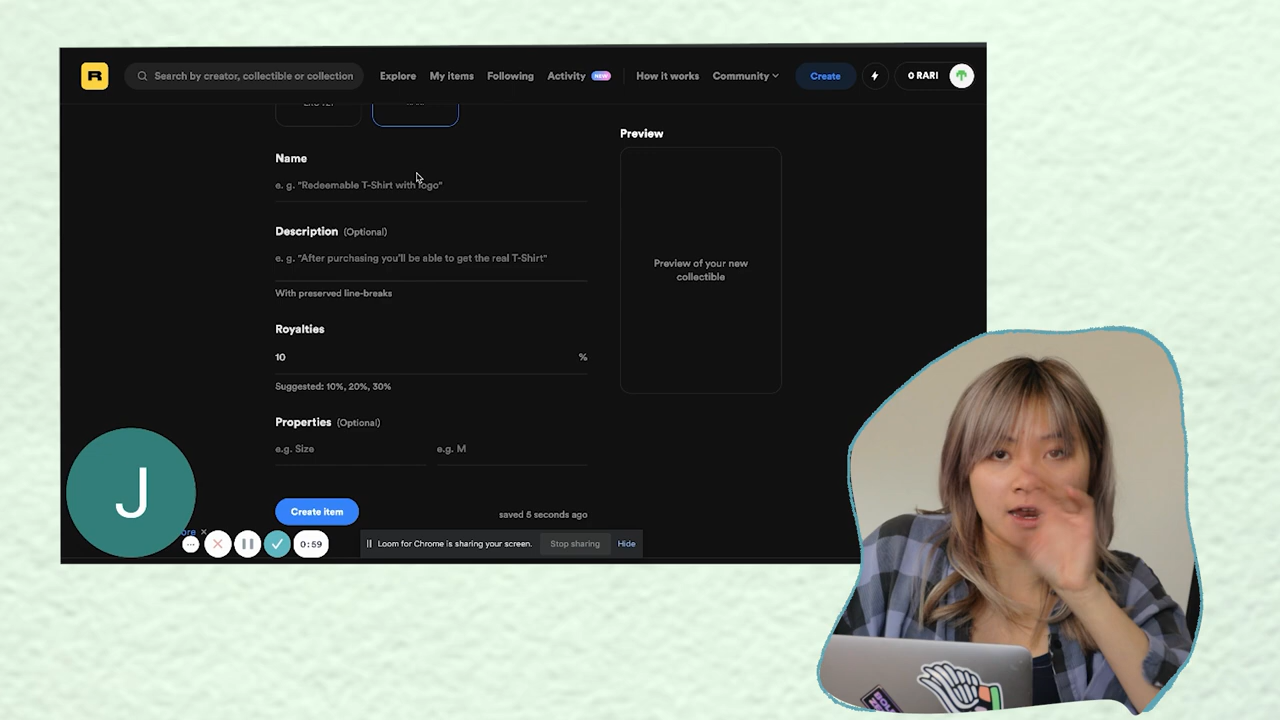 R Search by creator, collectible or collection Explore My items Following Activity NEW How it works Community Create 0 RARI
Preview
Name
e. g. "Redeemable T-Shirt with logo"
Description (Optional)
e. g. "After purchasing you'll be able to get the real T-Shirt"
With preserved line-breaks
Preview of your new
collectible
Royalties
10 %
Suggested: 10%, 20%, 30%
Properties (Optional)
e.g. Size e.g. M
Create item saved 5 seconds ago
J
0:59 Loom for Chrome is sharing your screen. Stop sharing Hide